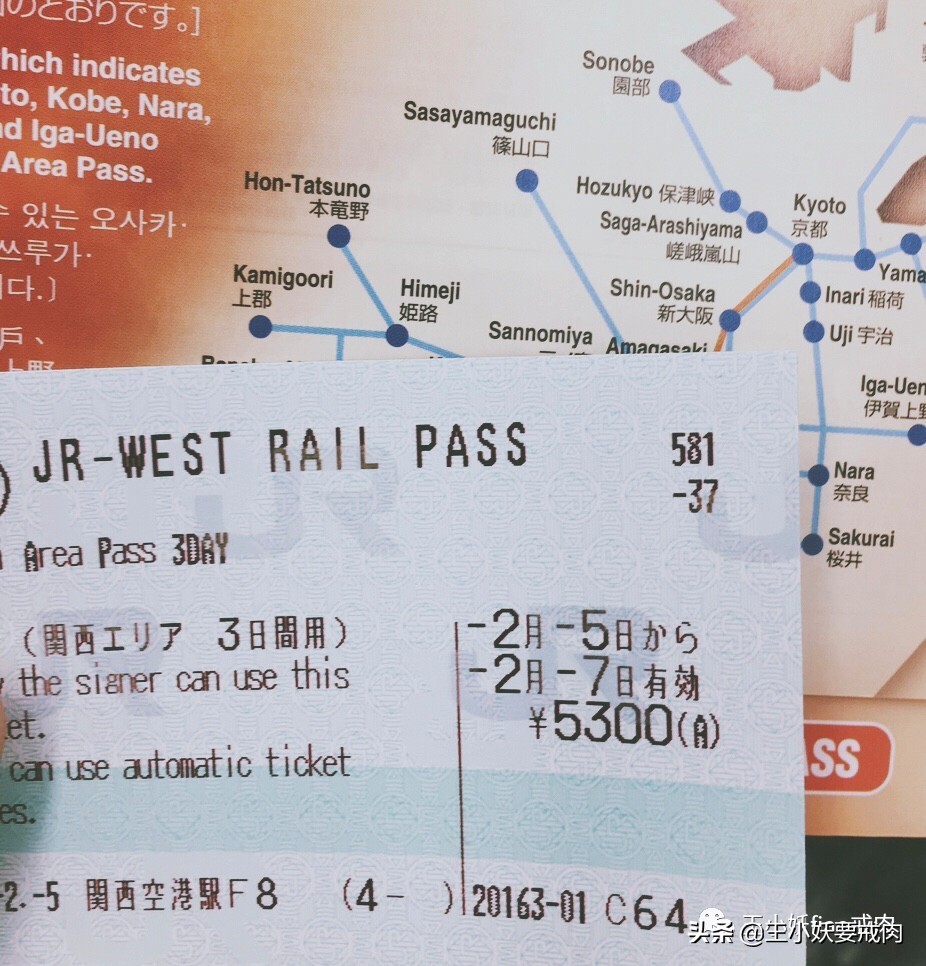 のとおりです。]
hich indicates
to, Kobe, Nara,
nd Iga-Ueno
Area Pass.
있는 오사카·
쓰루가·
다.〕
戸、
上野
Sonobe
園部
Sasayamaguchi
篠山口
Hon-Tatsuno
本竜野
Hozukyo 保津峡
Saga-Arashiyama
嵯峨嵐山
Kyoto
京都
Kamigoori
上郡
Himeji
姫路
Shin-Osaka
新大阪
Yama
Inari 稲荷
Uji 宇治
Sannomiya
Amagasaki
Iga-Uen
伊賀上野
Nara
奈良
Sakurai
桜井
JR-WEST RAIL PASS
581
-37
Area Pass 3DAY
(関西エリア 3日間用)
the signer can use this
et.
can use automatic ticket
es.
-2月-5日から
-2月-7日有効
¥5300(A)
2.-5 関西空港駅F8 (4- )
20163-01 C64
ASS
头条 @土小妖要戒肉